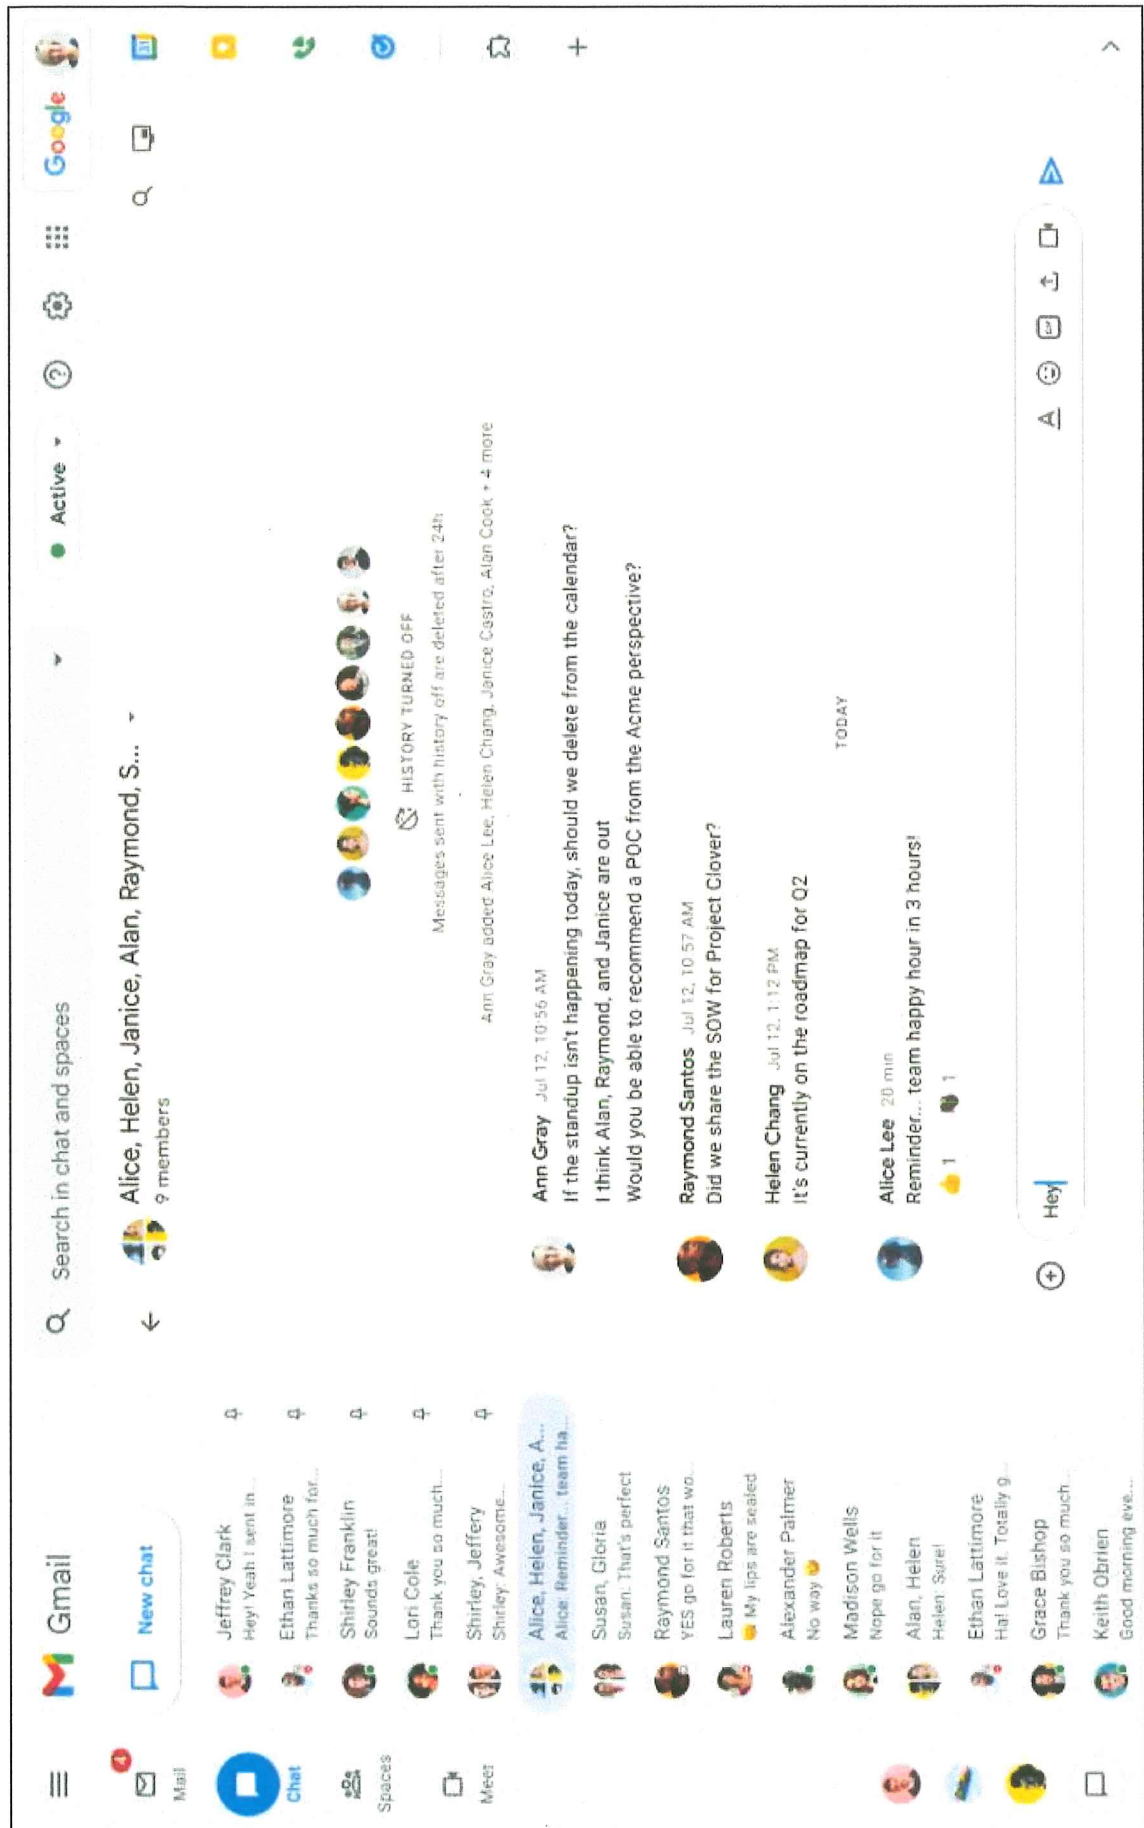 Gmail
Search in chat and spaces
Active
Google
4
Mail
Chat
Spaces
Meet
New chat
Jeffrey Clark
Hey! Yeah I sent in...
Ethan Lattimore
Thanks so much for...
Shirley Franklin
Sounds great!
Lori Cole
Thank you so much...
Shirley, Jeffery
Shirley: Awesome...
Alice, Helen, Janice, A...
Alice: Reminder... team ha...
Susan, Gloria
Susan: That's perfect
Raymond Santos
YES go for it that wo...
Lauren Roberts
My lips are sealed
Alexander Palmer
No way
Madison Wells
Nope go for it
Alan, Helen
Helen: Sure!
Ethan Lattimore
Ha! Love it. Totally g...
Grace Bishop
Thank you so much...
Keith Obrien
Good morning eve...
Alice, Helen, Janice, Alan, Raymond, S...
9 members
HISTORY TURNED OFF
Messages sent with history off are deleted after 24h
Ann Gray added Alice Lee, Helen Chang, Janice Castro, Alan Cook + 4 more
Ann Gray Jul 12, 10:56 AM
If the standup isn't happening today, should we delete from the calendar?
I think Alan, Raymond, and Janice are out
Would you be able to recommend a POC from the Acme perspective?
Raymond Santos Jul 12, 10:57 AM
Did we share the SOW for Project Clover?
Helen Chang Jul 12, 1:12 PM
It's currently on the roadmap for Q2
TODAY
Alice Lee 20 min
Reminder... team happy hour in 3 hours!
👍 1 1
Hey
GIF
31